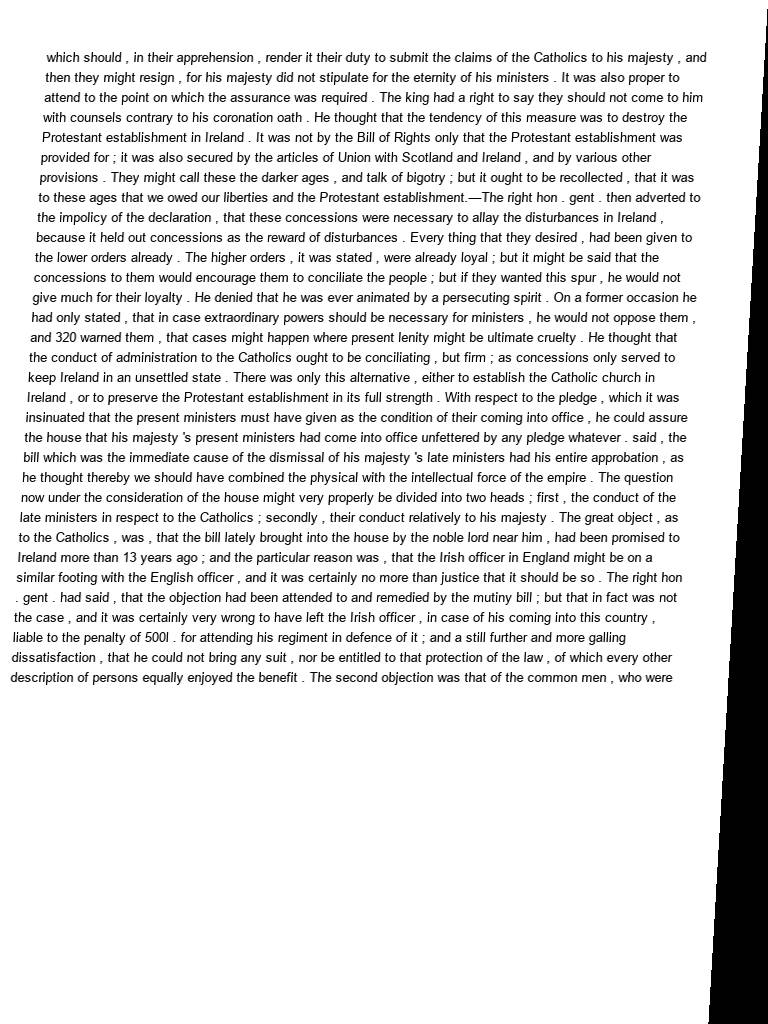 which should , in their apprehension , render it their duty to submit the claims of the Catholics to his majesty , and
then they might resign , for his majesty did not stipulate for the eternity of his ministers . It was also proper to
attend to the point on which the assurance was required . The king had a right to say they should not come to him
with counsels contrary to his coronation oath . He thought that the tendency of this measure was to destroy the
Protestant establishment in Ireland . It was not by the Bill of Rights only that the Protestant establishment was
provided for ; it was also secured by the articles of Union with Scotland and Ireland , and by various other
provisions . They might call these the darker ages , and talk of bigotry ; but it ought to be recollected , that it was
to these ages that we owed our liberties and the Protestant establishment.—The right hon . gent . then adverted to
the impolicy of the declaration , that these concessions were necessary to allay the disturbances in Ireland ,
because it held out concessions as the reward of disturbances . Every thing that they desired , had been given to
the lower orders already . The higher orders , it was stated , were already loyal ; but it might be said that the
concessions to them would encourage them to conciliate the people ; but if they wanted this spur , he would not
give much for their loyalty . He denied that he was ever animated by a persecuting spirit . On a former occasion he
had only stated , that in case extraordinary powers should be necessary for ministers , he would not oppose them ,
and 320 warned them , that cases might happen where present lenity might be ultimate cruelty . He thought that
the conduct of administration to the Catholics ought to be conciliating , but firm ; as concessions only served to
keep Ireland in an unsettled state . There was only this alternative , either to establish the Catholic church in
Ireland , or to preserve the Protestant establishment in its full strength . With respect to the pledge , which it was
insinuated that the present ministers must have given as the condition of their coming into office , he could assure
the house that his majesty 's present ministers had come into office unfettered by any pledge whatever . said , the
bill which was the immediate cause of the dismissal of his majesty 's late ministers had his entire approbation , as
he thought thereby we should have combined the physical with the intellectual force of the empire . The question
now under the consideration of the house might very properly be divided into two heads ; first , the conduct of the
late ministers in respect to the Catholics ; secondly , their conduct relatively to his majesty . The great object , as
to the Catholics , was , that the bill lately brought into the house by the noble lord near him , had been promised to
Ireland more than 13 years ago ; and the particular reason was , that the Irish officer in England might be on a
similar footing with the English officer , and it was certainly no more than justice that it should be so . The right hon
. gent . had said , that the objection had been attended to and remedied by the mutiny bill ; but that in fact was not
the case , and it was certainly very wrong to have left the Irish officer , in case of his coming into this country ,
liable to the penalty of 500l . for attending his regiment in defence of it ; and a still further and more galling
dissatisfaction , that he could not bring any suit , nor be entitled to that protection of the law , of which every other
description of persons equally enjoyed the benefit . The second objection was that of the common men , who were